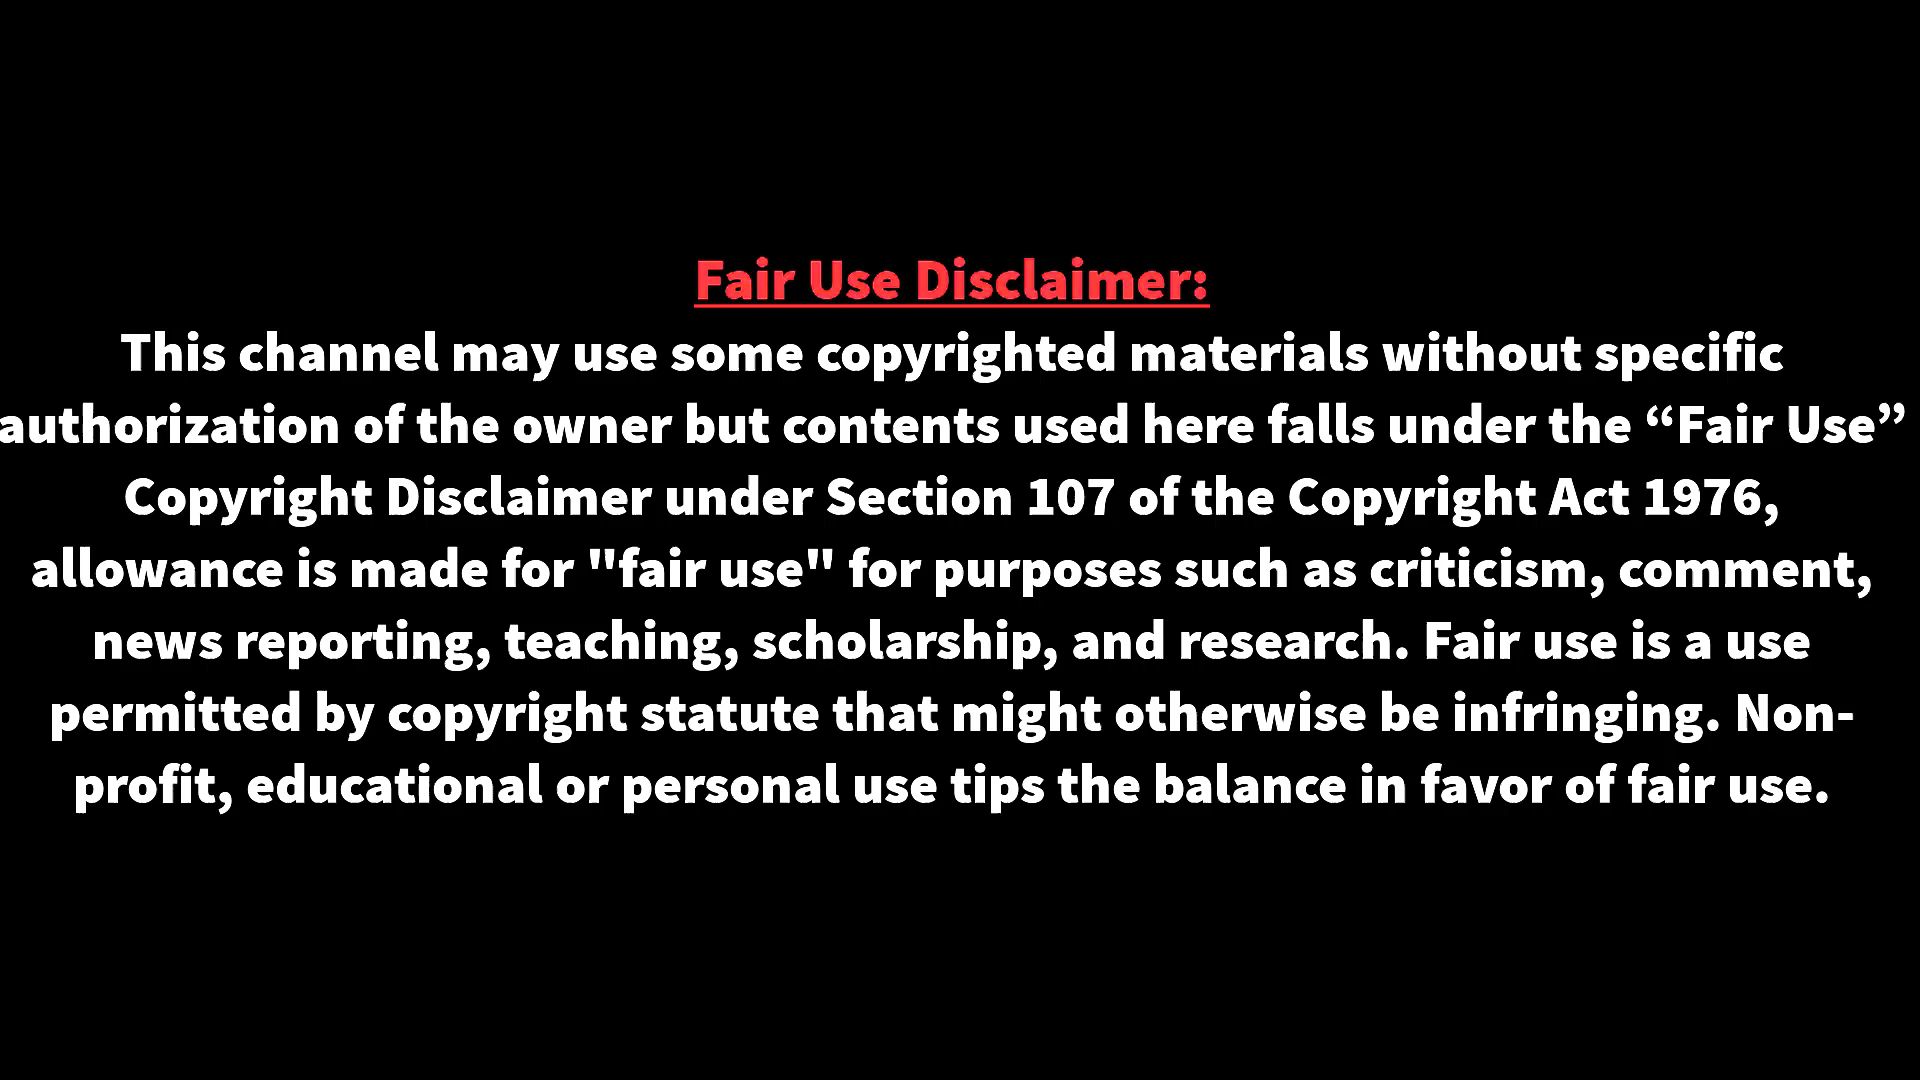 Fair Use Disclaimer:
This channel may use some copyrighted materials without specific
authorization of the owner but contents used here falls under the “Fair Use”
Copyright Disclaimer under Section 107 of the Copyright Act 1976,
allowance is made for "fair use" for purposes such as criticism, comment,
news reporting, teaching, scholarship, and research. Fair use is a use
permitted by copyright statute that might otherwise be infringing. Non-
profit, educational or personal use tips the balance in favor of fair use.